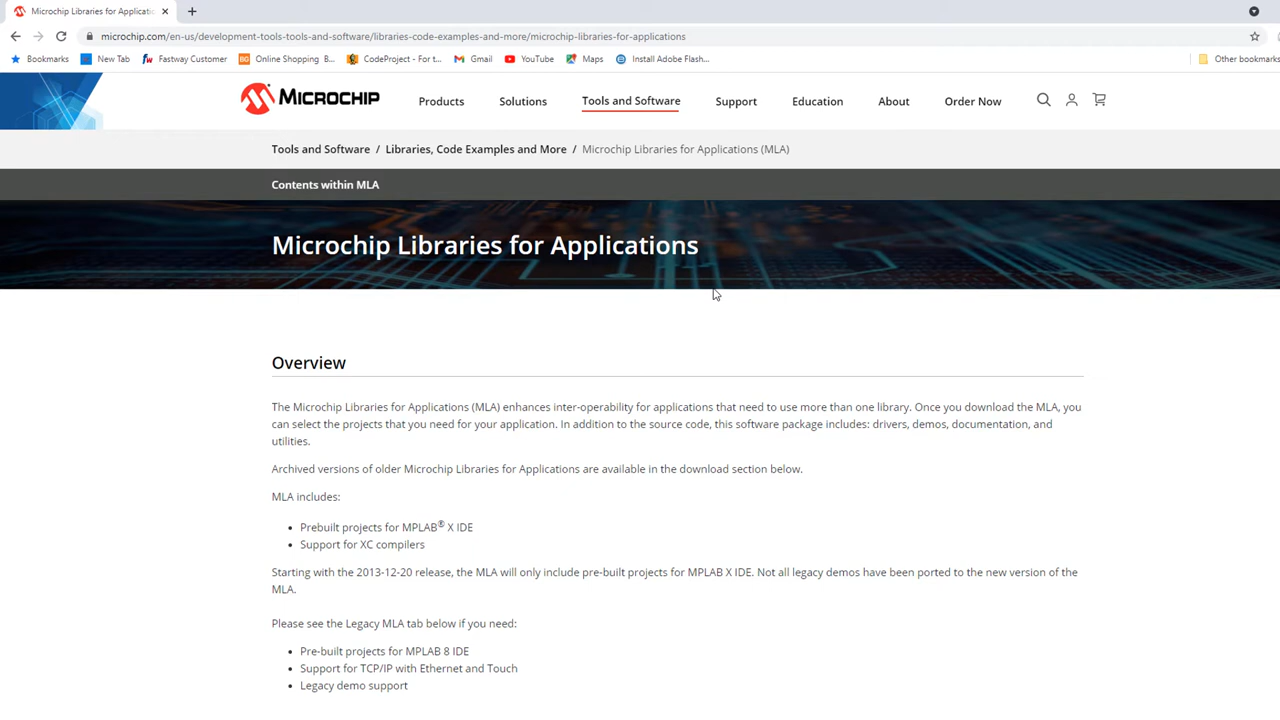 Microchip Libraries for Applicatio
microchip.com/en-us/development-tools-tools-and-software/libraries-code-examples-and-more/microchip-libraries-for-applications
Bookmarks New Tab Fastway Customer Online Shopping B... CodeProject - For t... Gmail YouTube Maps Install Adobe Flash... Other bookmarks
MICROCHIP Products Solutions Tools and Software Support Education About Order Now
Tools and Software / Libraries, Code Examples and More / Microchip Libraries for Applications (MLA)
Contents within MLA
Microchip Libraries for Applications
Overview
The Microchip Libraries for Applications (MLA) enhances inter-operability for applications that need to use more than one library. Once you download the MLA, you
can select the projects that you need for your application. In addition to the source code, this software package includes: drivers, demos, documentation, and
utilities.
Archived versions of older Microchip Libraries for Applications are available in the download section below.
MLA includes:
• Prebuilt projects for MPLAB® X IDE
• Support for XC compilers
Starting with the 2013-12-20 release, the MLA will only include pre-built projects for MPLAB X IDE. Not all legacy demos have been ported to the new version of the
MLA.
Please see the Legacy MLA tab below if you need:
• Pre-built projects for MPLAB 8 IDE
• Support for TCP/IP with Ethernet and Touch
• Legacy demo support